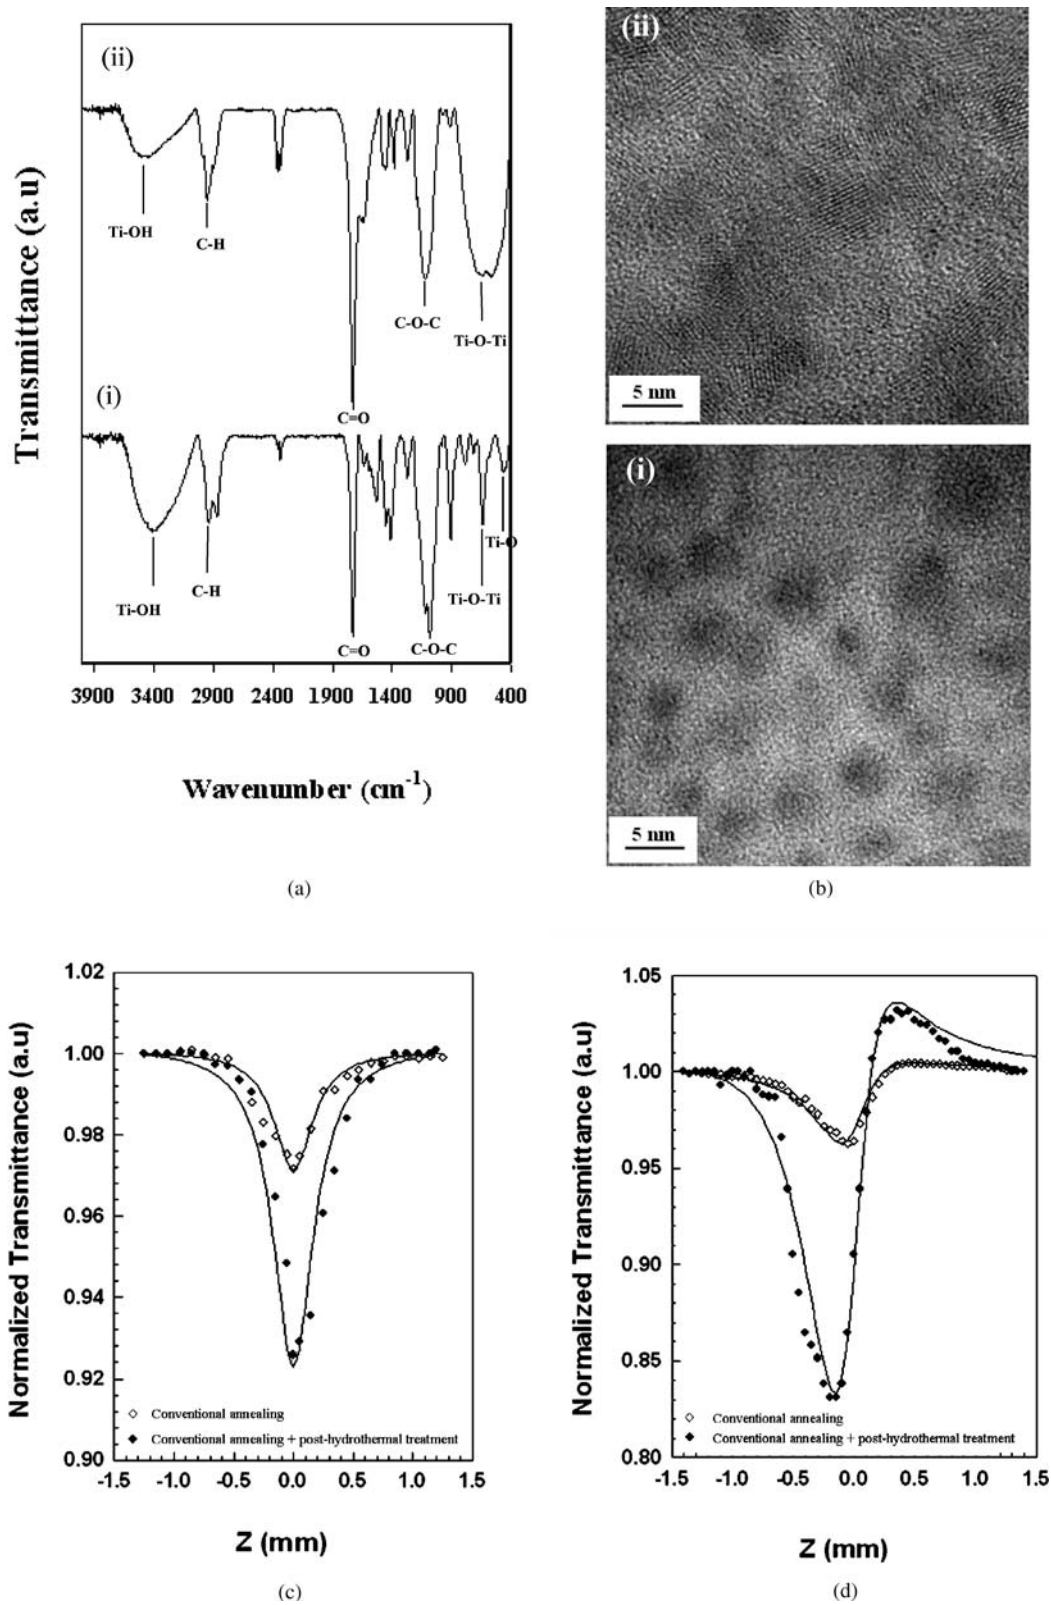 (ii)
Ti-OH
C-H
C-O-C
Ti-O-Ti
C=O
(i)
Ti-OH
C-H
C=O
C-O-C
Ti-O-Ti
Ti-O
Transmittance (a.u)
3900 3400 2900 2400 1900 1400 900 400
Wavenumber (cm-1)
(a)
(ii)
5 nm
(i)
5 nm
(b)
1.02
1.00
0.98
0.96
0.94
0.92
0.90
Normalized Transmittance (a.u)
Conventional annealing
Conventional annealing + post-hydrothermal treatment
-1.5 -1.0 -0.5 0.0 0.5 1.0 1.5
Z (mm)
(c)
1.05
1.00
0.95
0.90
0.85
0.80
Normalized Transmittance (a.u)
Conventional annealing
Conventional annealing + post-hydrothermal treatment
-1.5 -1.0 -0.5 0.0 0.5 1.0 1.5
Z (mm)
(d)